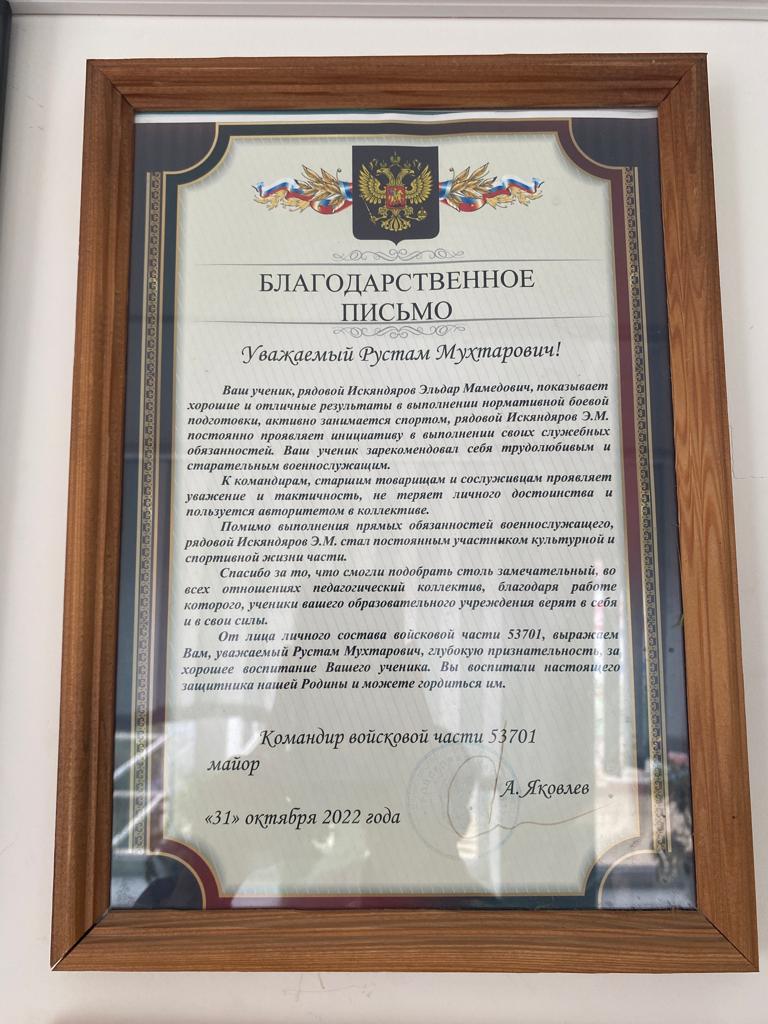 БЛАГОДАРСТВЕННОЕ
ПИСЬМО
Уважаемый Рустам Мухтарович!
Ваш ученик, рядовой Искяндяров Эльдар Мамедович, показывает
хорошие и отличные результаты в выполнении нормативной боевой
подготовки, активно занимается спортом, рядовой Искяндяров Э.М.
постоянно проявляет инициативу в выполнении своих служебных
обязанностей. Ваш ученик зарекомендовал себя трудолюбивым и
старательным военнослужащим.
К командирам, старшим товарищам и сослуживцам проявляет
уважение и тактичность, не теряет личного достоинства и
пользуется авторитетом в коллективе.
Помимо выполнения прямых обязанностей военнослужащего,
рядовой Искяндяров Э.М. стал постоянным участником культурной и
спортивной жизни части.
Спасибо за то, что смогли подобрать столь замечательный, во
всех отношениях педагогический коллектив, благодаря работе
которого, ученики вашего образовательного учреждения верят в себя
и в свои силы.
От лица личного состава войсковой части 53701, выражаем
Вам, уважаемый Рустам Мухтарович, глубокую признательность, за
хорошее воспитание Вашего ученика. Вы воспитали настоящего
защитника нашей Родины и можете гордиться им.
Командир войсковой части 53701
майор
А. Яковлев
«31» октября 2022 года